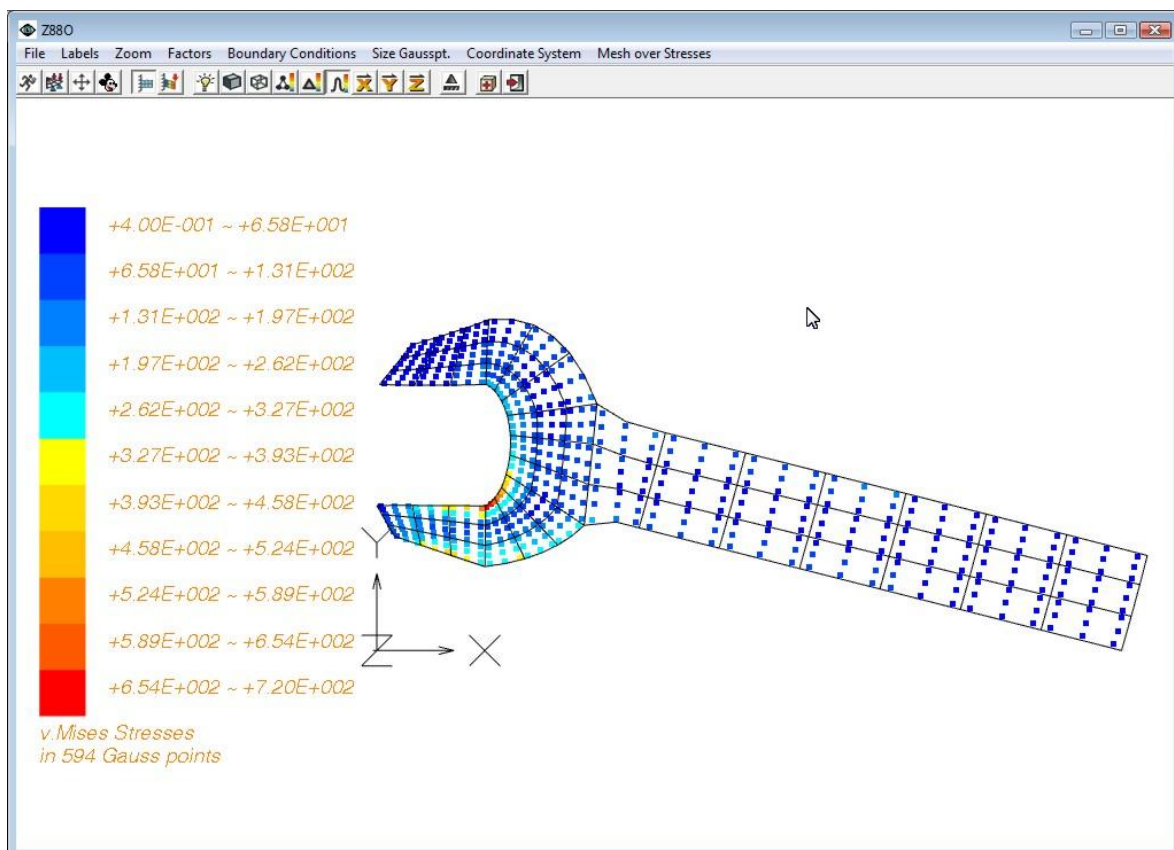 Z88O
File Labels Zoom Factors Boundary Conditions Size Gausspt. Coordinate System Mesh over Stresses
X Y Z
+4.00E-001 ~ +6.58E+001
+6.58E+001 ~ +1.31E+002
+1.31E+002 ~ +1.97E+002
+1.97E+002 ~ +2.62E+002
+2.62E+002 ~ +3.27E+002
+3.27E+002 ~ +3.93E+002
+3.93E+002 ~ +4.58E+002
+4.58E+002 ~ +5.24E+002
+5.24E+002 ~ +5.89E+002
+5.89E+002 ~ +6.54E+002
+6.54E+002 ~ +7.20E+002
Y
Z X
v.Mises Stresses
in 594 Gauss points